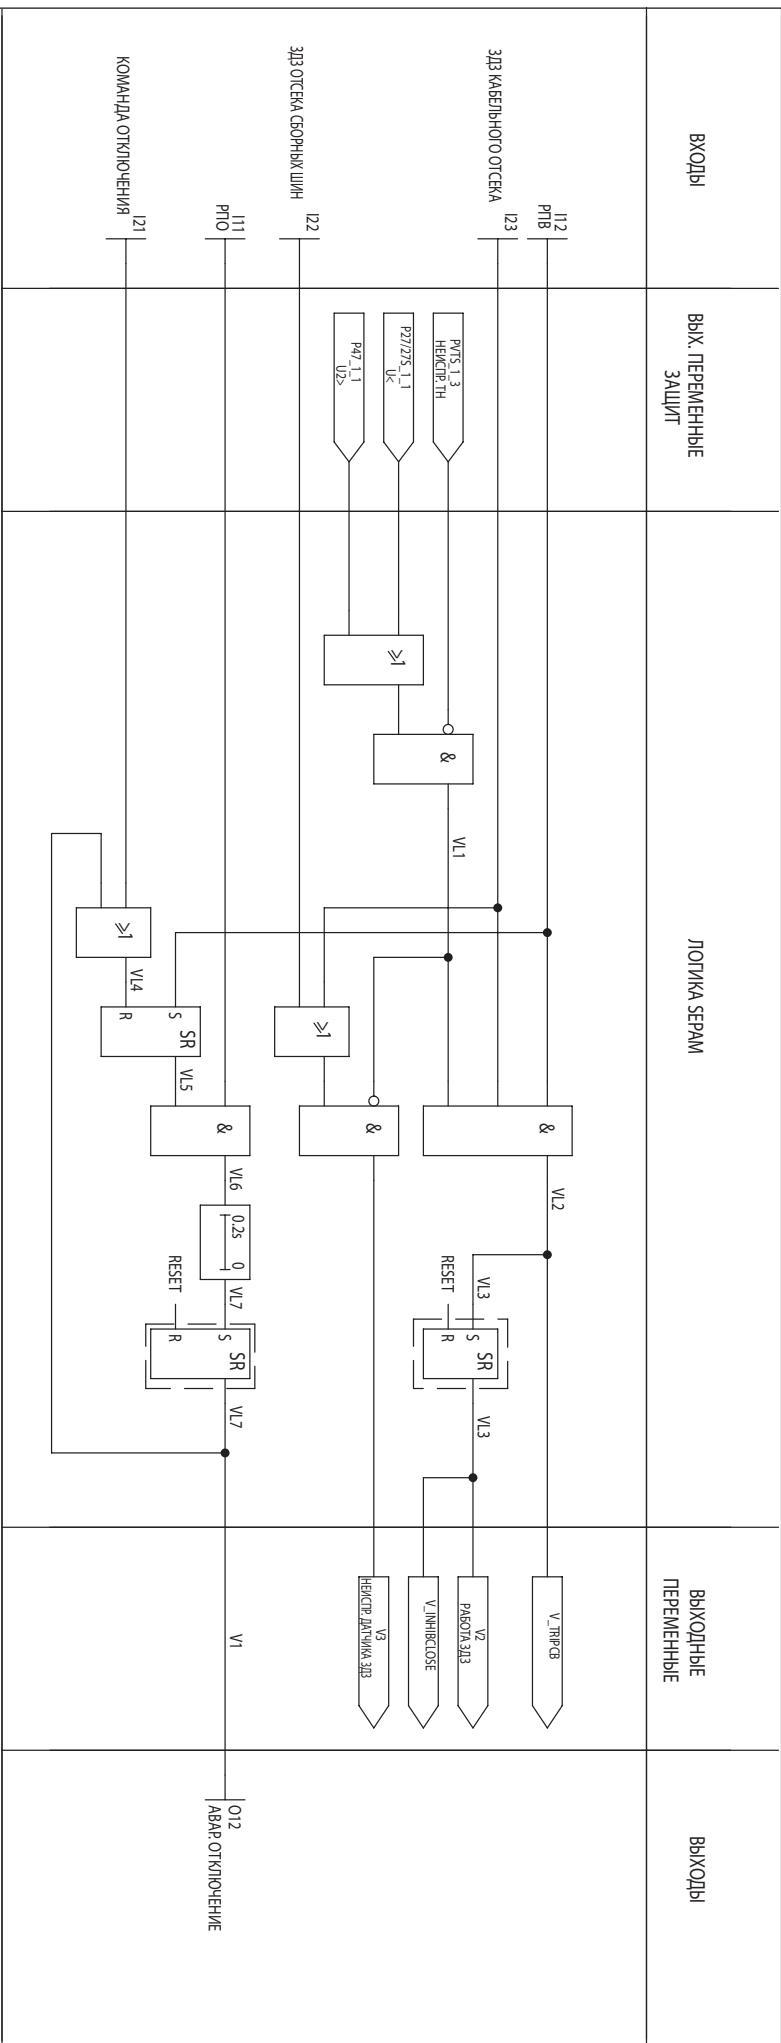 ВХОДЫ
ВЫХ. ПЕРЕМЕННЫЕ
ЗАЩИТ
ЛОГИКА SEPAM
ВЫХОДНЫЕ
ПЕРЕМЕННЫЕ
ВЫХОДЫ
I12
РПВ
ЗДЗ КАБЕЛЬНОГО ОТСЕКА
I23
PVTS_1_3
НЕИСПР. ТН
P27/27S_1_1
U<
P47_1_1
U2>
ЗДЗ ОТСЕКА СБОРНЫХ ШИН
I22
I11
РПО
КОМАНДА ОТКЛЮЧЕНИЯ
I21
≥1
&
VL1
≥1
VL4
S
SR
R
VL5
≥1
&
VL2
&
&
VL6
0.2s
0
VL7
RESET
S
SR
R
VL7
VL3
RESET
S
SR
R
VL3
V_TRIPCB
V2
РАБОТА ЗДЗ
V_INHIBCLOSE
V3
НЕИСПР. ДАТЧИКА ЗДЗ
V1
O12
АВАР. ОТКЛЮЧЕНИЕ